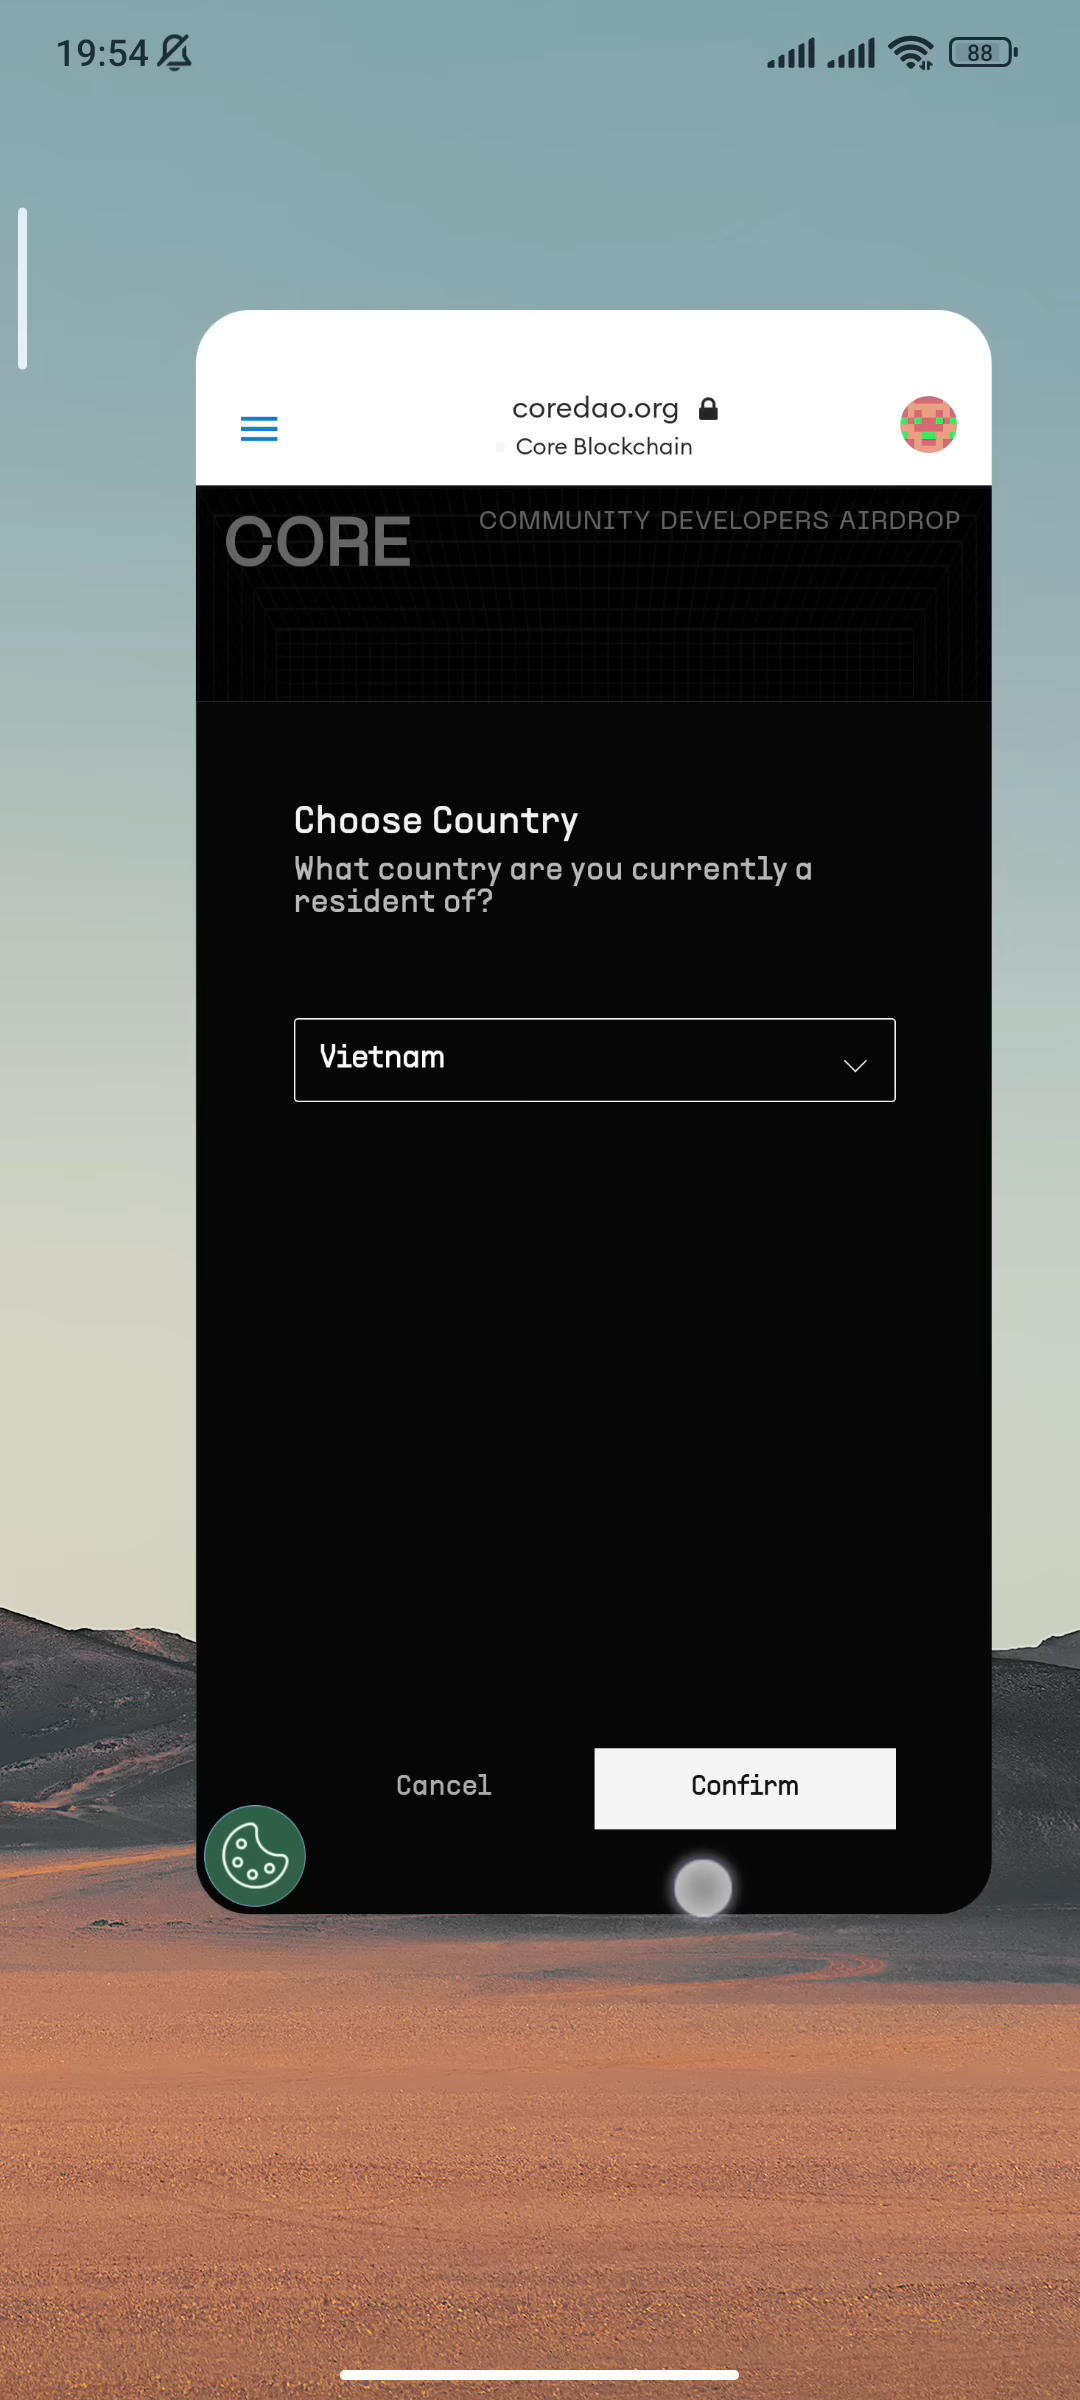 19:54
88
coredao.org
Core Blockchain
CORE
COMMUNITY DEVELOPERS AIRDROP
Choose Country
What country are you currently a
resident of?
Vietnam
Cancel
Confirm